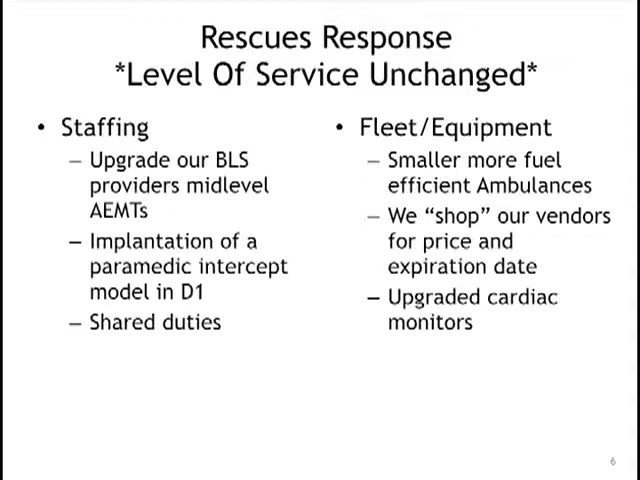 Rescues Response
*Level Of Service Unchanged*
• Staffing
– Upgrade our BLS
providers midlevel
AEMTs
– Implantation of a
paramedic intercept
model in D1
– Shared duties
• Fleet/Equipment
– Smaller more fuel
efficient Ambulances
– We “shop” our vendors
for price and
expiration date
– Upgraded cardiac
monitors
6